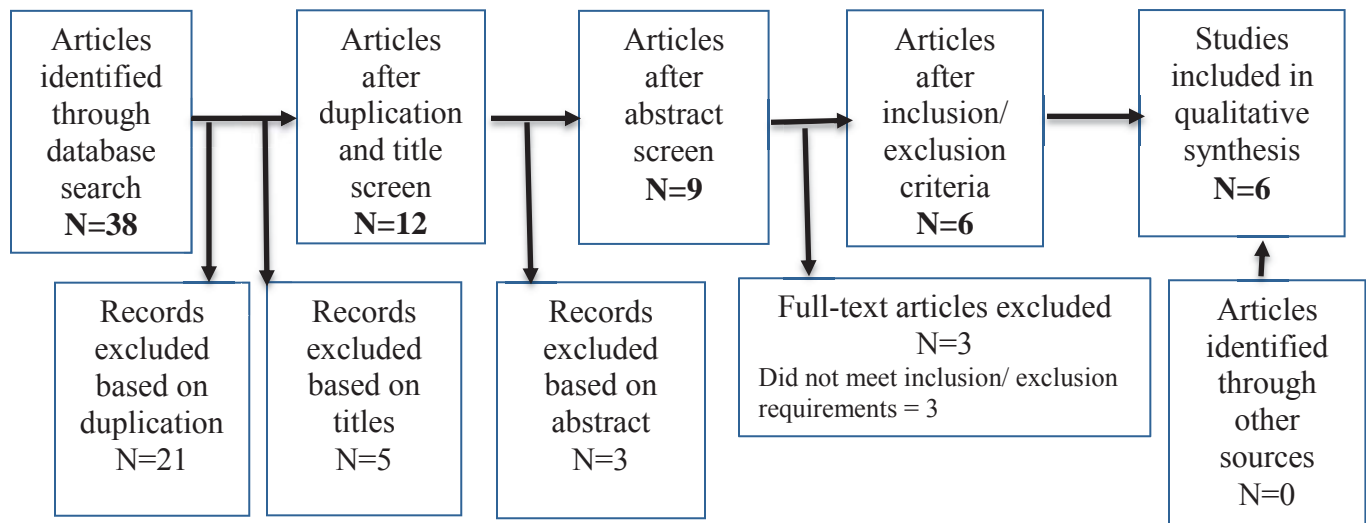 Articles
identified
through
database
search
N=38
Articles
after
duplication
and title
screen
N=12
Articles
after
abstract
screen
N=9
Articles
after
inclusion/
exclusion
criteria
N=6
Studies
included in
qualitative
synthesis
N=6
Records
excluded
based on
duplication
N=21
Records
excluded
based on
titles
N=5
Records
excluded
based on
abstract
N=3
Full-text articles excluded
N=3
Did not meet inclusion/ exclusion
requirements = 3
Articles
identified
through
other
sources
N=0